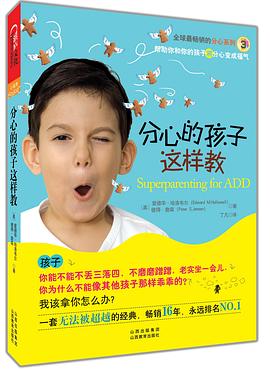 全球最畅销的分心系列3
帮助你和你的孩子把分心变成福气
分心的孩子
这样教
Superparenting for ADD
[美] 爱德华·哈洛韦尔 (Edward M.Hallowell)
彼得·詹森 (Peter S.Jensen) ◎著
丁凡◎译
孩子
你能不能不丢三落四，不磨磨蹭蹭，老实坐一会儿，
你为什么不能像其他孩子那样乖乖的？
我该拿你怎么办？
一套无法被超越的经典，畅销16年，永远排名NO.1
山西出版集团
山西教育出版社
分心的孩子这样教